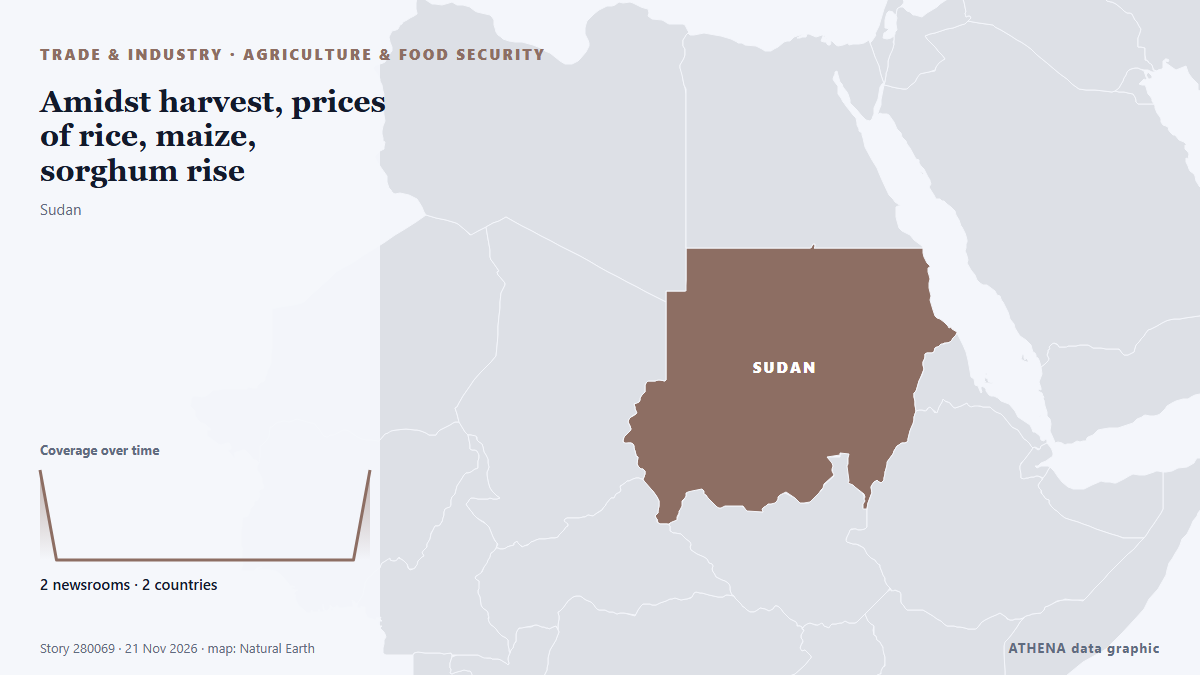 TRADE & INDUSTRY · AGRICULTURE & FOOD SECURITY
Amidst harvest, prices
of rice, maize,
sorghum rise
Sudan
SUDAN
Coverage over time
2 newsrooms · 2 countries
Story 280069 · 21 Nov 2026 · map: Natural Earth
ATHENA data graphic